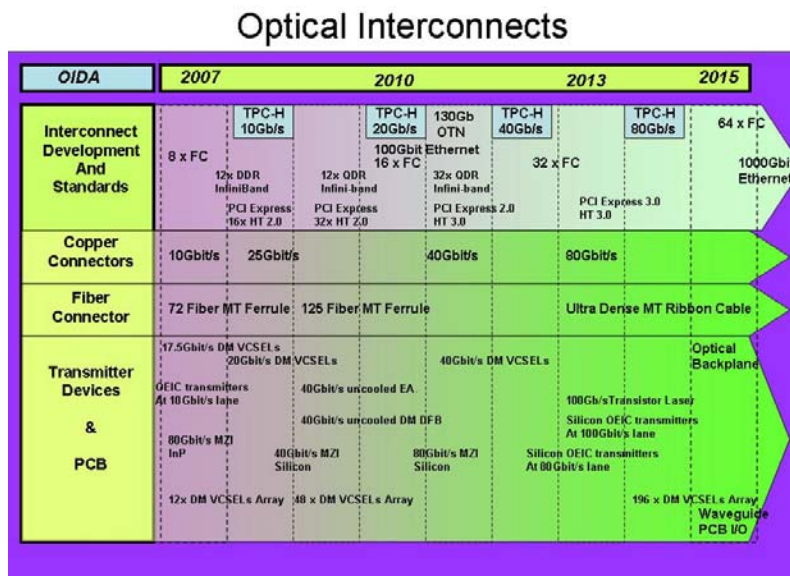 Optical Interconnects
OIDA
2007
2010
2013
2015
Interconnect
Development
And
Standards
TPC-H
10Gb/s
TPC-H
20Gb/s
130Gb
OTN
TPC-H
40Gb/s
TPC-H
80Gb/s
64 x FC
100Gbit Ethernet
8 x FC
16 x FC
32 x FC
1000Gbit
Ethernet
12x DDR
InfiniBand
12x QDR
Infini-band
32x QDR
Infini-band
PCI Express
16x HT 2.0
PCI Express
32x HT 2.0
PCI Express 2.0
HT 3.0
PCI Express 3.0
HT 3.0
Copper
Connectors
10Gbit/s
25Gbit/s
40Gbit/s
80Gbit/s
Fiber
Connector
72 Fiber MT Ferrule
125 Fiber MT Ferrule
Ultra Dense MT Ribbon Cable
Transmitter
Devices
&
PCB
17.5Gbit/s DM VCSELs
20Gbit/s DM VCSELs
40Gbit/s DM VCSELs
Optical
Backplane
OEIC transmitters
At 10Gbit/s lane
40Gbit/s uncooled EA
100Gb/s Transistor Laser
40Gbit/s uncooled DM DFB
Silicon OEIC transmitters
At 100Gbit/s lane
80Gbit/s MZI
InP
40Gbit/s MZI
Silicon
80Gbit/s MZI
Silicon
Silicon OEIC transmitters
At 80Gbit/s lane
12x DM VCSELs Array
48 x DM VCSELs Array
196 x DM VCSELs Array
Waveguide
PCB I/O